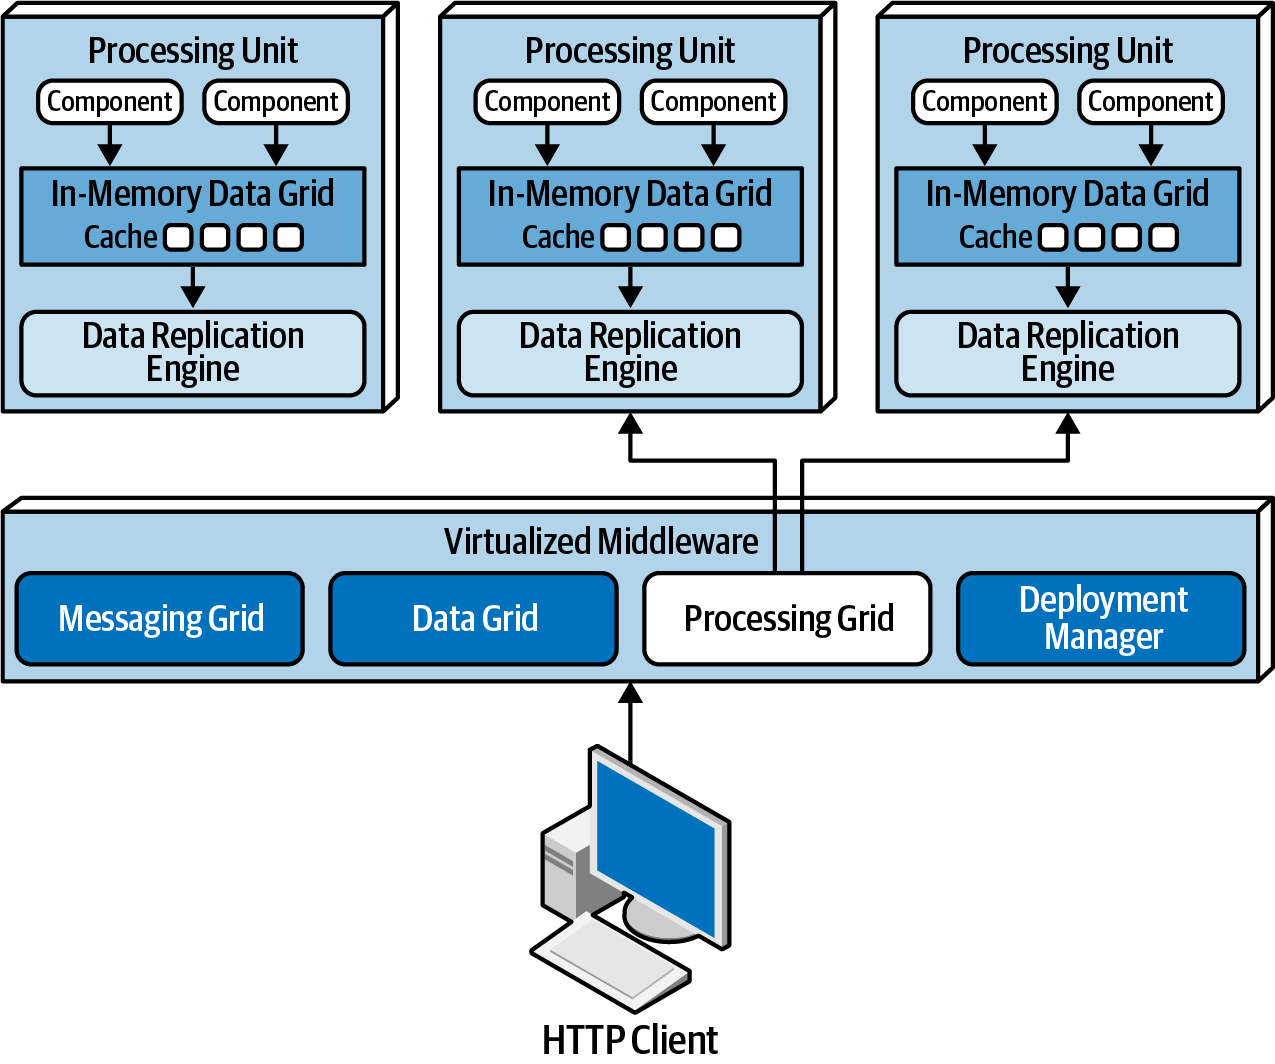 Processing Unit
Component Component
In-Memory Data Grid
Cache
Data Replication
Engine
Processing Unit
Component Component
In-Memory Data Grid
Cache
Data Replication
Engine
Processing Unit
Component Component
In-Memory Data Grid
Cache
Data Replication
Engine
Virtualized Middleware
Messaging Grid
Data Grid
Processing Grid
Deployment
Manager
HTTP Client